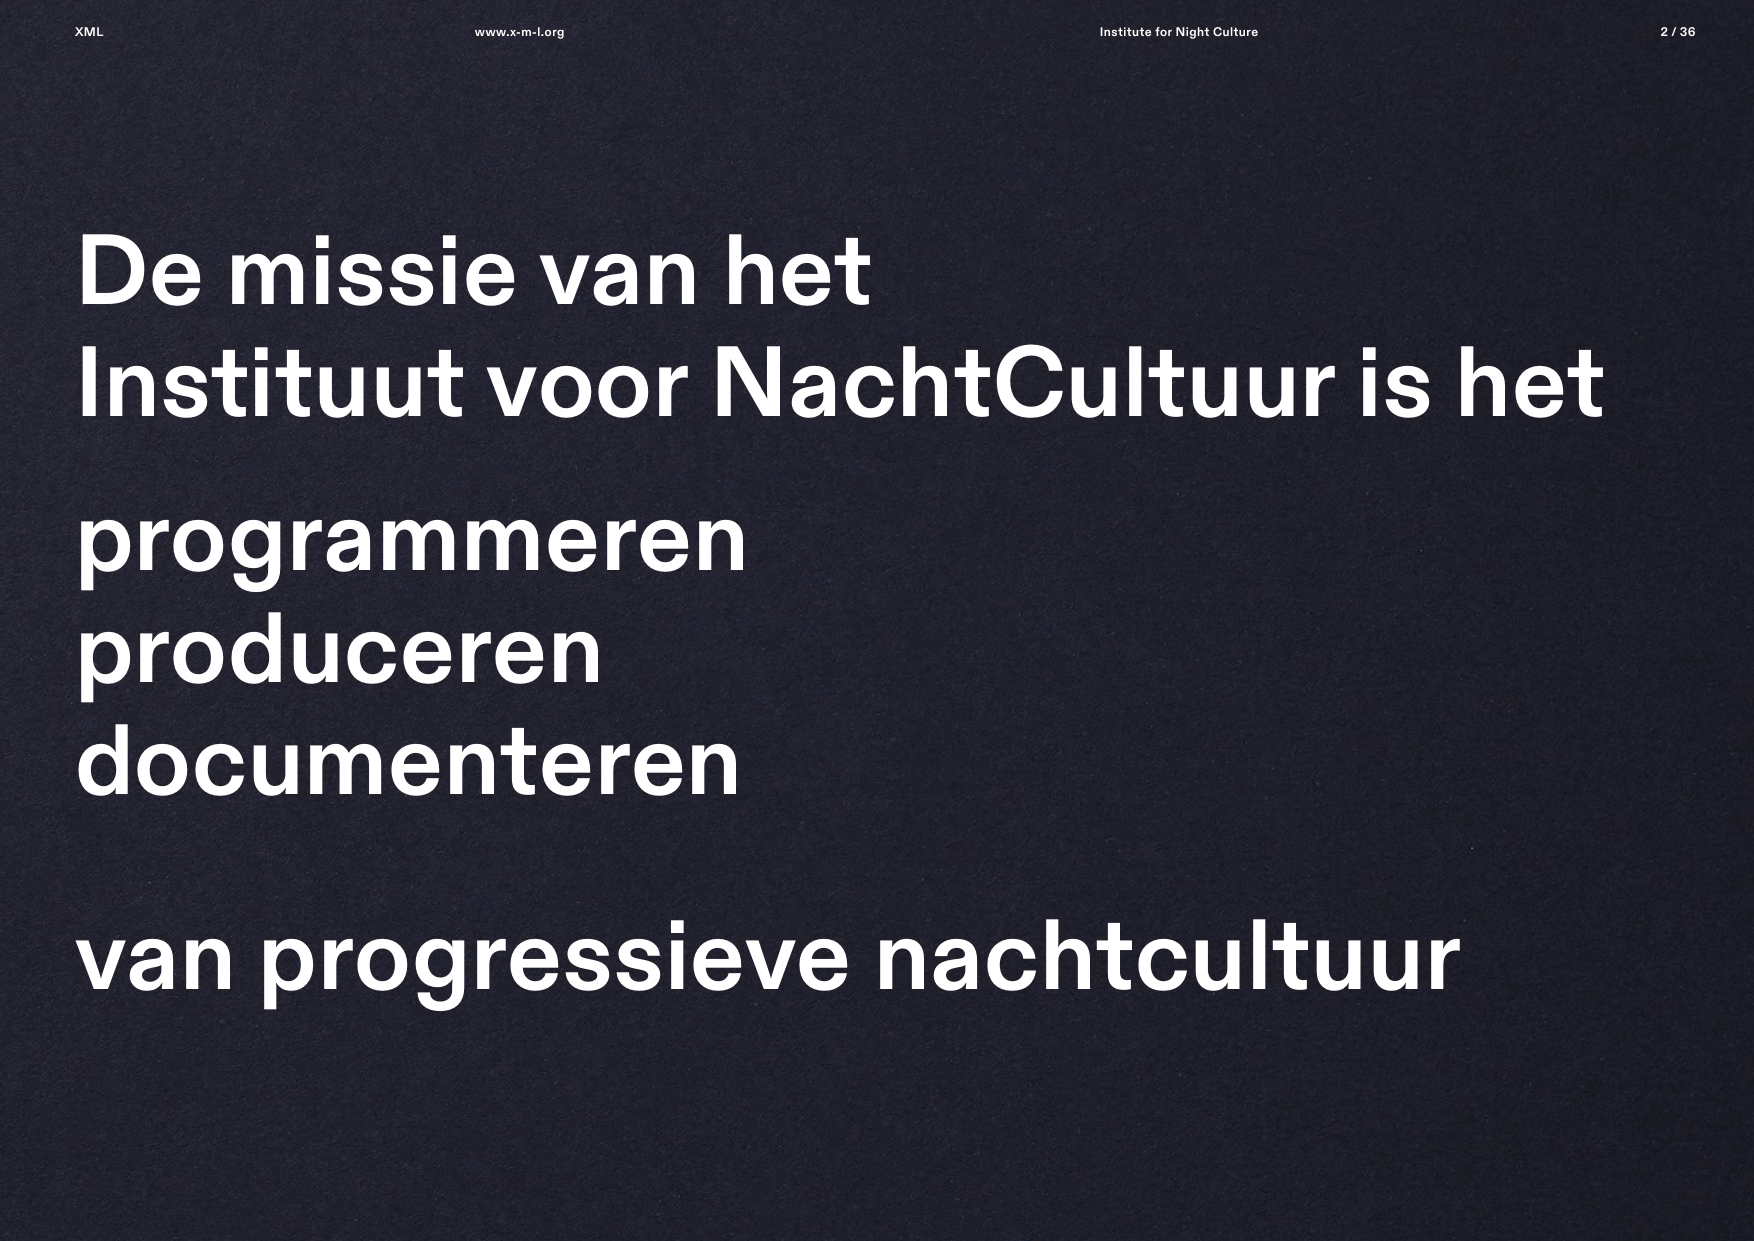 XML www.x-m-l.org Institute for Night Culture 2 / 36
De missie van het
Instituut voor NachtCultuur is het
programmeren
produceren
documenteren
van progressieve nachtcultuur